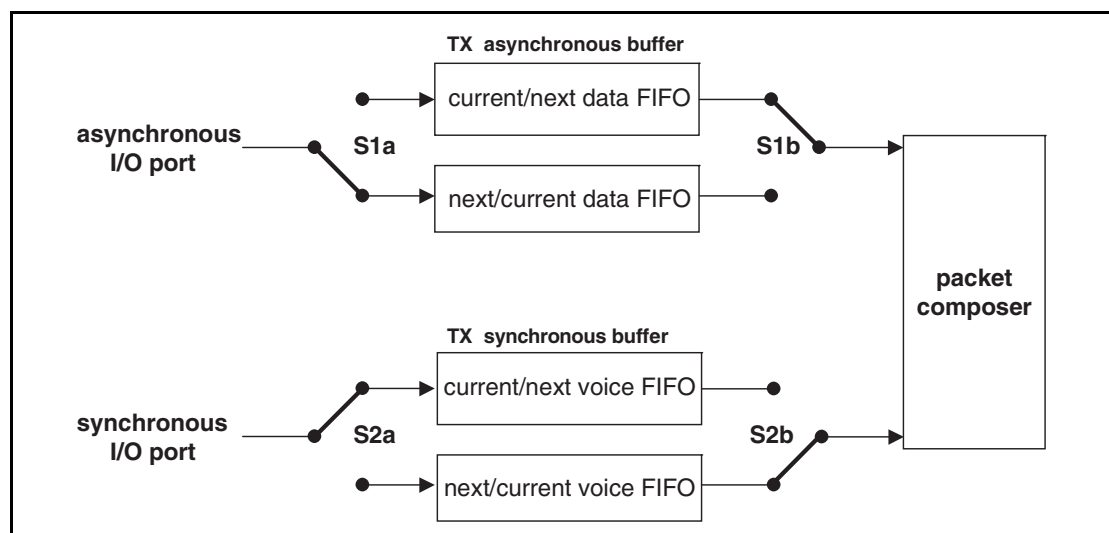 TX asynchronous buffer
current/next data FIFO
asynchronous
I/O port
S1a
S1b
next/current data FIFO
packet
composer
TX synchronous buffer
current/next voice FIFO
synchronous
I/O port
S2a
S2b
next/current voice FIFO